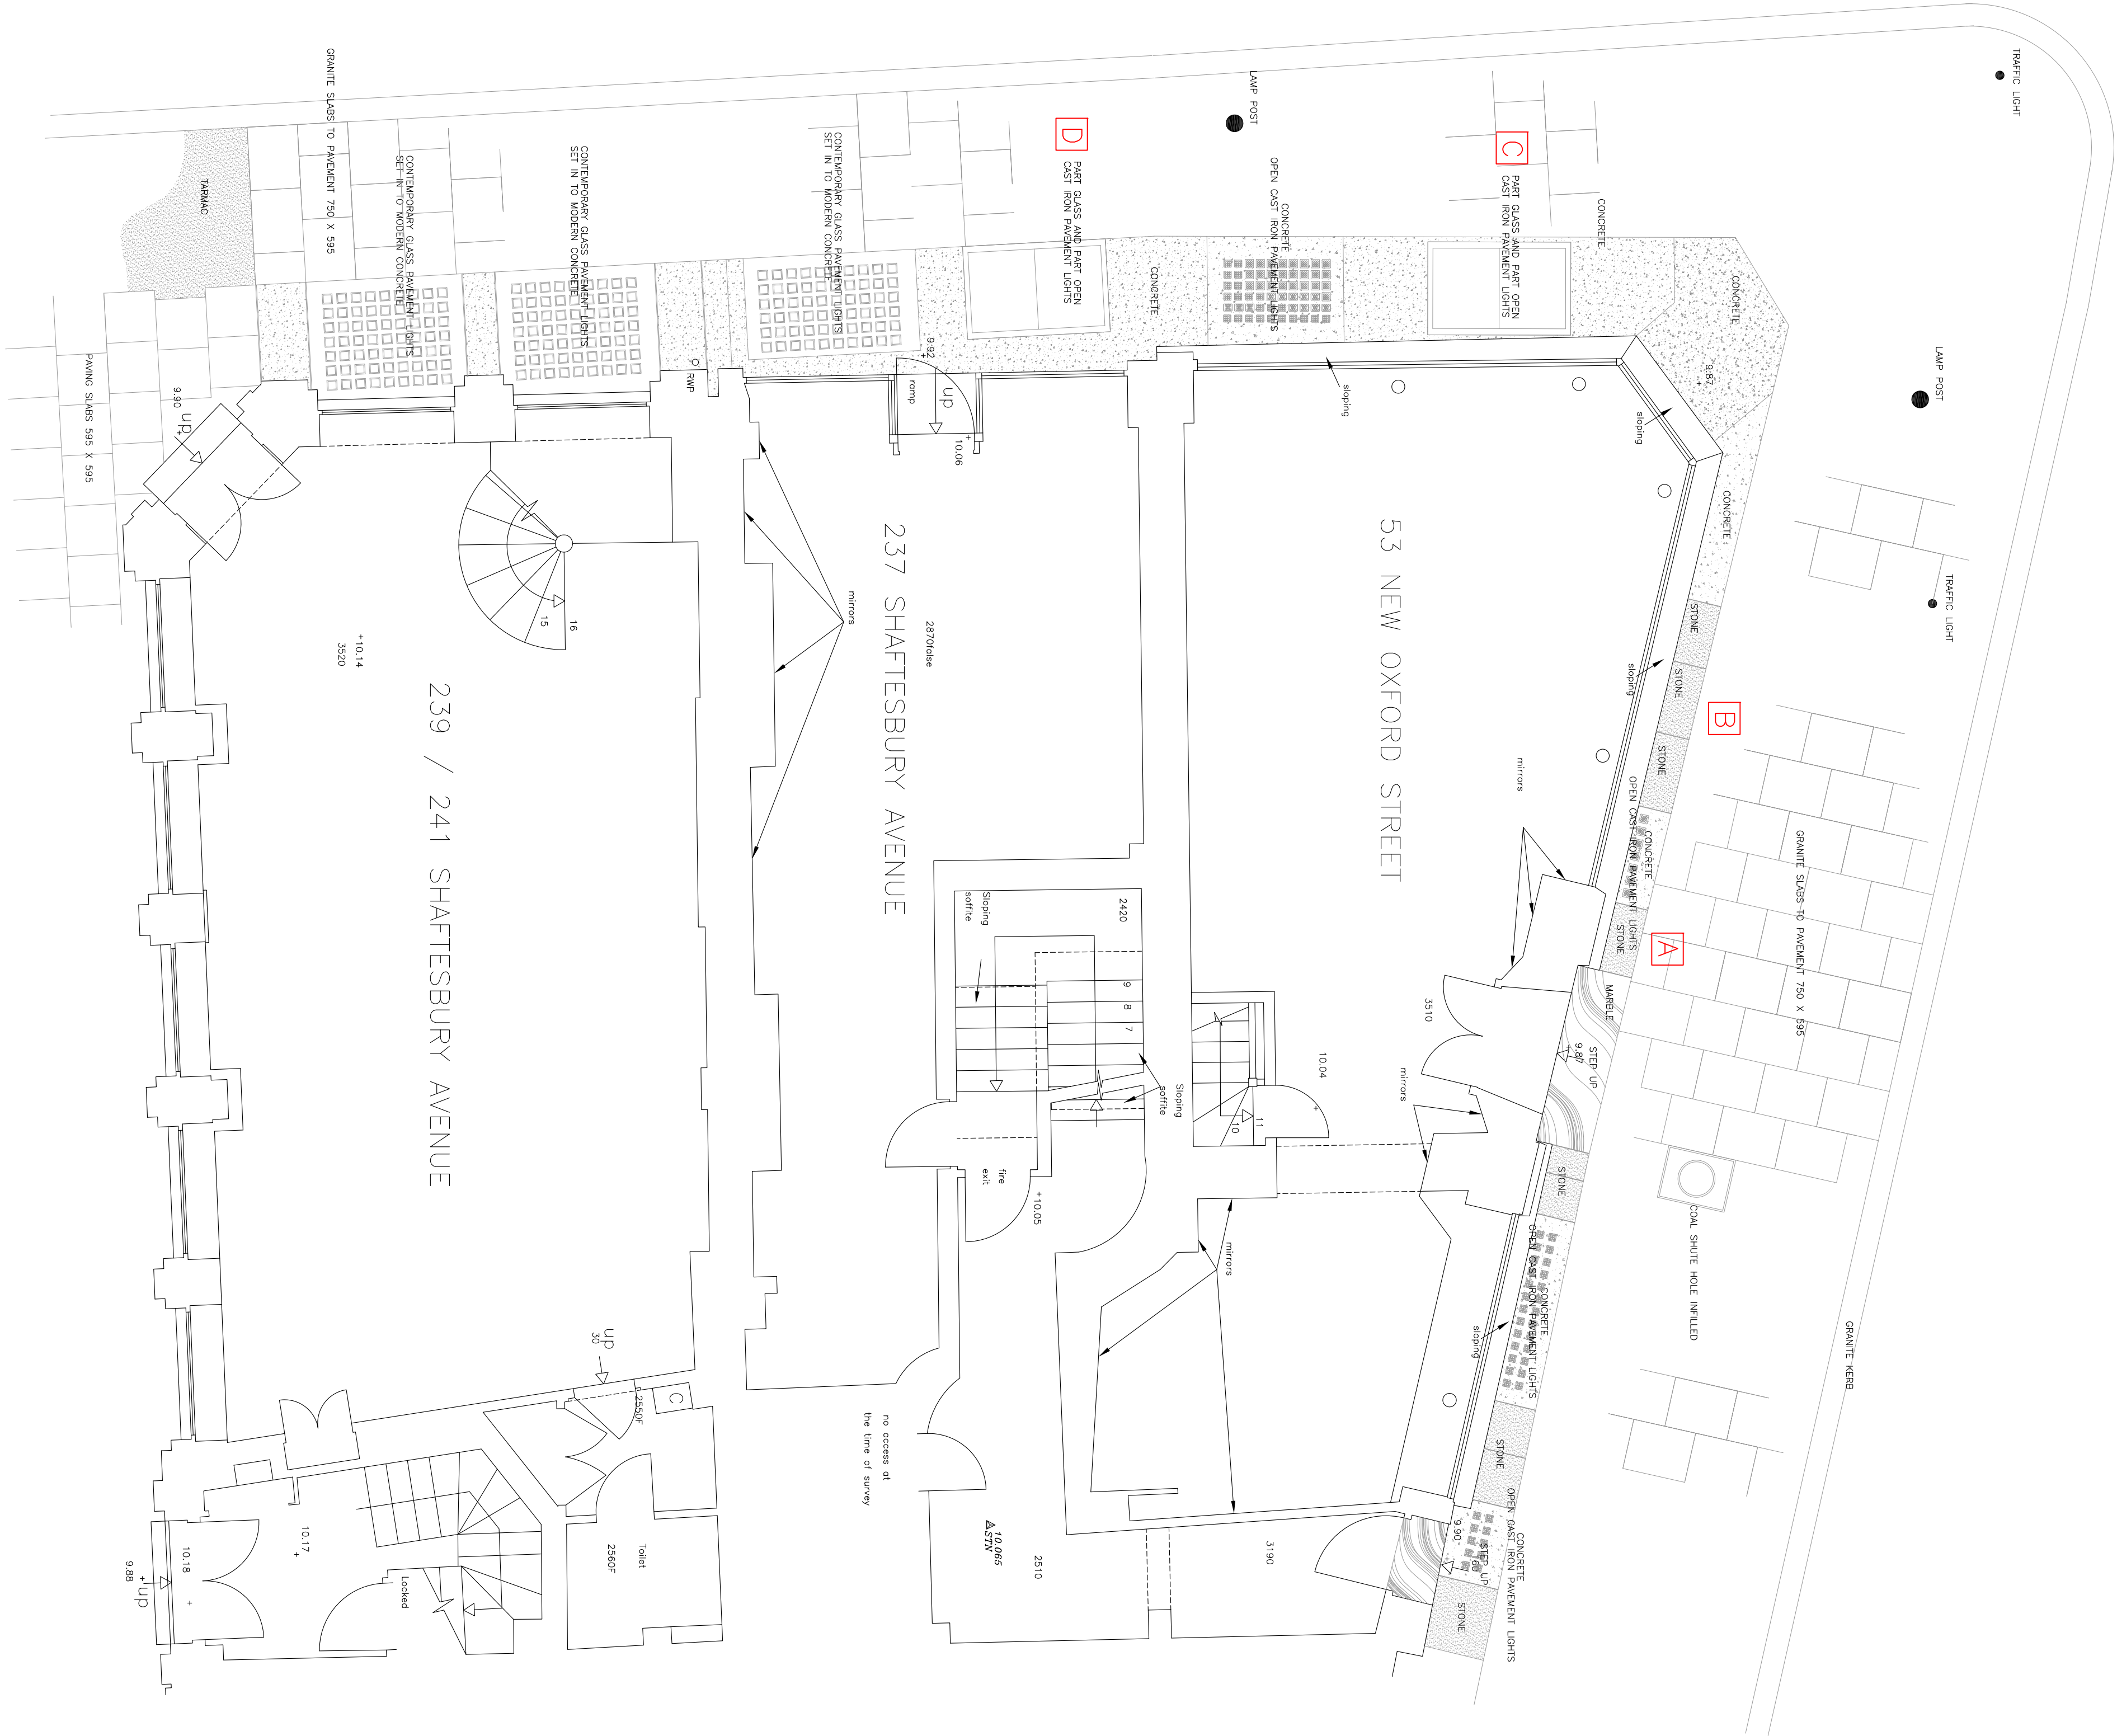 TRAFFIC LIGHT
LAMP POST
TRAFFIC LIGHT
GRANITE SLABS TO PAVEMENT 750 X 595
GRANITE KERB
COAL SHUTE HOLE INFILLED
CONCRETE
9.87
sloping
CONCRETE
STONE
sloping
STONE
B
STONE
CONCRETE
OPEN CAST IRON PAVEMENT LIGHTS
STONE
A
MARBLE
STEP UP
9.87
STONE
CONCRETE
OPEN CAST IRON PAVEMENT LIGHTS
sloping
STONE
CONCRETE
OPEN CAST IRON PAVEMENT LIGHTS
STEP UP
160
9.90
STONE
CONCRETE
C
PART GLASS AND PART OPEN
CAST IRON PAVEMENT LIGHTS
LAMP POST
CONCRETE
OPEN CAST IRON PAVEMENT LIGHTS
sloping
CONCRETE
D
PART GLASS AND PART OPEN
CAST IRON PAVEMENT LIGHTS
53 NEW OXFORD STREET
mirrors
3510
mirrors
10.04
11
10
mirrors
3190
9.92
up
ramp
10.06
237 SHAFTESBURY AVENUE
2870false
mirrors
2420
Sloping
soffite
9
8
7
Sloping
soffite
fire
exit
10.05
10.065
STN
2510
no access at
the time of survey
CONTEMPORARY GLASS PAVEMENT LIGHTS
SET IN TO MODERN CONCRETE
RWP
CONTEMPORARY GLASS PAVEMENT LIGHTS
SET IN TO MODERN CONCRETE
CONTEMPORARY GLASS PAVEMENT LIGHTS
SET IN TO MODERN CONCRETE
GRANITE SLABS TO PAVEMENT 750 X 595
TARMAC
PAVING SLABS 595 X 595
up
9.90
16
15
+10.14
3520
239 / 241 SHAFTESBURY AVENUE
up
30
2550F
C
Toilet
2560F
Locked
10.17
10.18
up
9.88